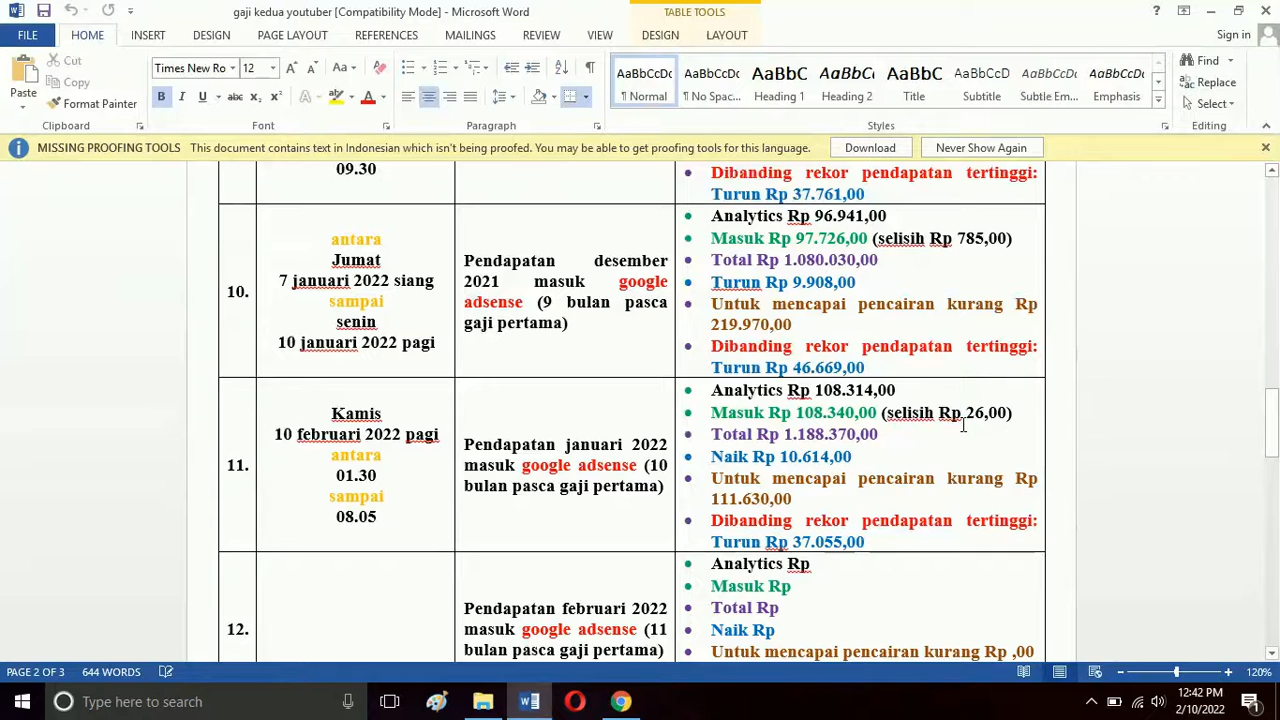 gaji kedua youtuber [Compatibility Mode] - Microsoft Word
TABLE TOOLS
FILE HOME INSERT DESIGN PAGE LAYOUT REFERENCES MAILINGS REVIEW VIEW DESIGN LAYOUT Sign in
Paste
Cut
Copy
Format Painter
Times New Ro 12
AaBbCcDc AaBbCcDc AaBbC AaBbCc AaBbC AaBbCcD AaBbCcDc AaBbCcDc
¶ Normal ¶ No Spac... Heading 1 Heading 2 Title Subtitle Subtle Em... Emphasis
Find
Replace
Select
Clipboard Font Paragraph Styles Editing
MISSING PROOFING TOOLS This document contains text in Indonesian which isn't being proofed. You may be able to get proofing tools for this language. Download Never Show Again
09.30
Dibanding rekor pendapatan tertinggi:
Turun Rp 37.761,00
10.
antara
Jumat
7 januari 2022 siang
sampai
senin
10 januari 2022 pagi
Pendapatan desember
2021 masuk google
adsense (9 bulan pasca
gaji pertama)
Analytics Rp 96.941,00
Masuk Rp 97.726,00 (selisih Rp 785,00)
Total Rp 1.080.030,00
Turun Rp 9.908,00
Untuk mencapai pencairan kurang Rp
219.970,00
Dibanding rekor pendapatan tertinggi:
Turun Rp 46.669,00
11.
Kamis
10 februari 2022 pagi
antara
01.30
sampai
08.05
Pendapatan januari 2022
masuk google adsense (10
bulan pasca gaji pertama)
Analytics Rp 108.314,00
Masuk Rp 108.340,00 (selisih Rp 26,00)
Total Rp 1.188.370,00
Naik Rp 10.614,00
Untuk mencapai pencairan kurang Rp
111.630,00
Dibanding rekor pendapatan tertinggi:
Turun Rp 37.055,00
12.
Pendapatan februari 2022
masuk google adsense (11
bulan pasca gaji pertama)
Analytics Rp
Masuk Rp
Total Rp
Naik Rp
Untuk mencapai pencairan kurang Rp ,00
PAGE 2 OF 3 644 WORDS 120%
Type here to search
12:42 PM
2/10/2022